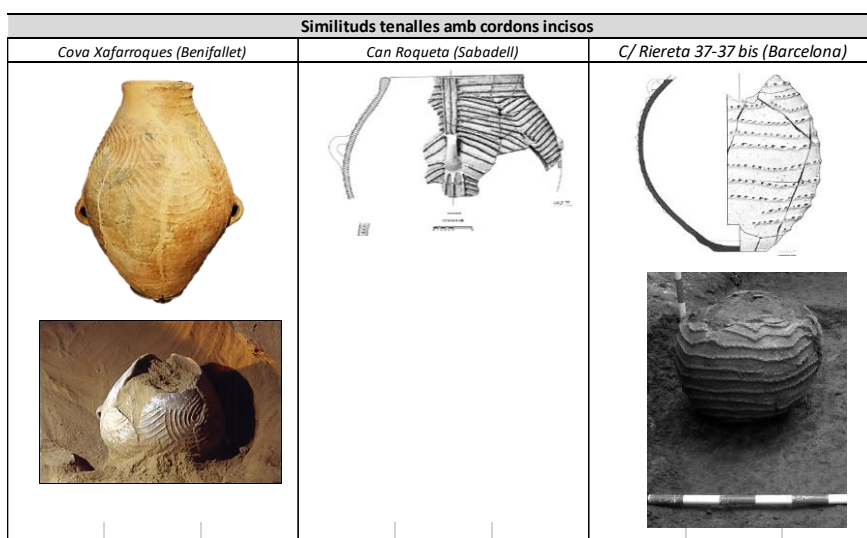 Similituds tenalles amb cordons incisos
Cova Xafarroques (Benifallet)
Can Roqueta (Sabadell)
C/ Riereta 37-37 bis (Barcelona)